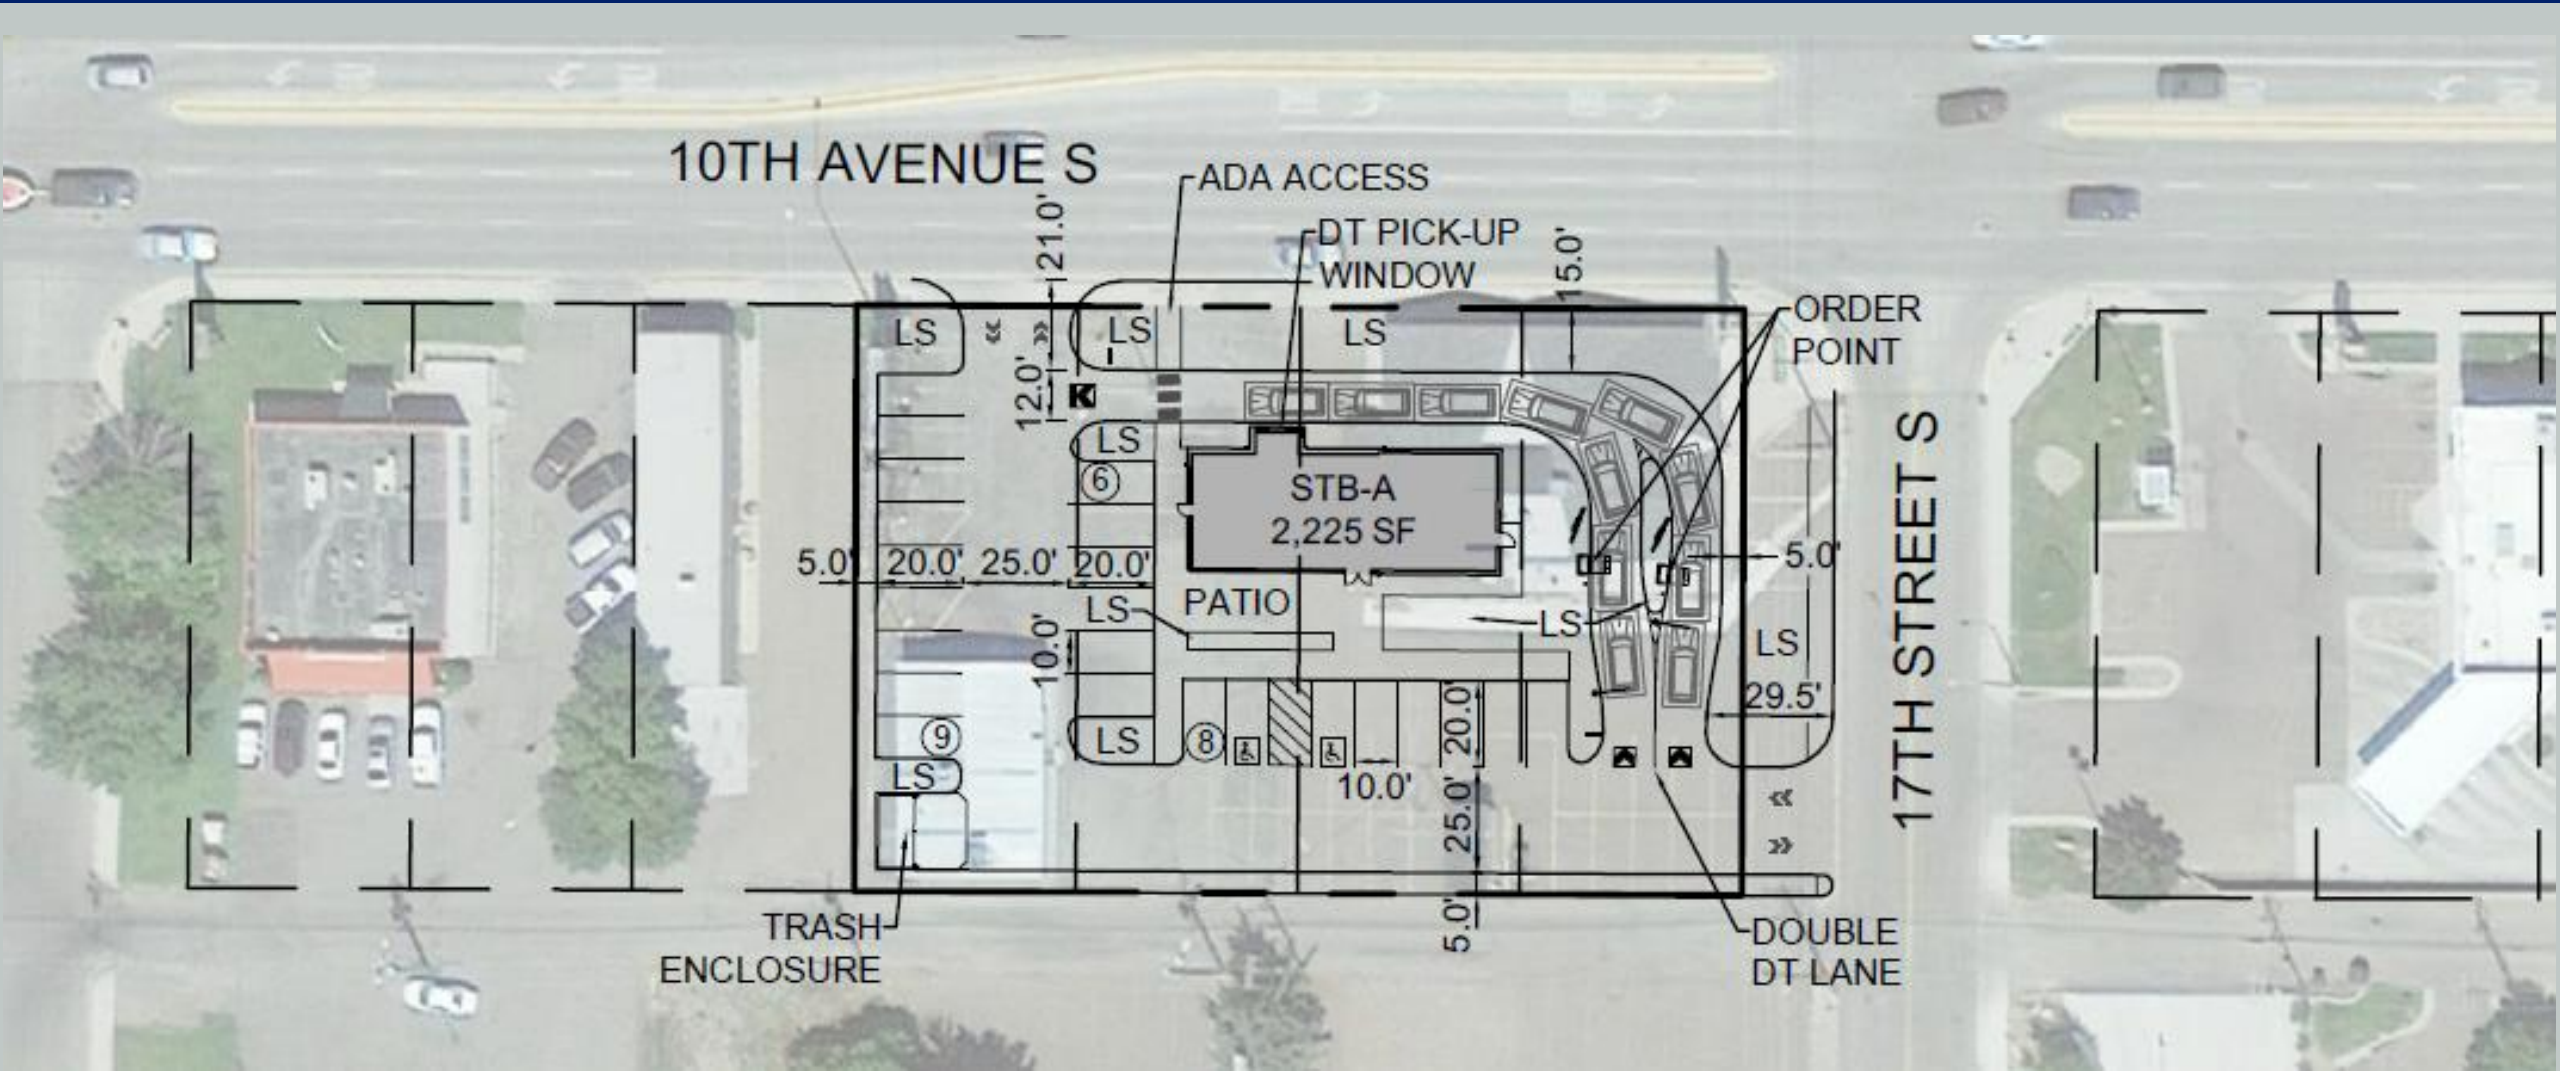 10TH AVENUE S
ADA ACCESS
DT PICK-UP
WINDOW
21.0'
15.0'
ORDER
POINT
LS
LS
LS
12.0'
LS
6
STB-A
2,225 SF
17TH STREET S
5.0'
20.0'
25.0'
20.0'
5.0'
LS
PATIO
LS
LS
10.0'
29.5'
9
LS
8
20.0'
LS
10.0'
25.0'
5.0'
TRASH
ENCLOSURE
DOUBLE
DT LANE